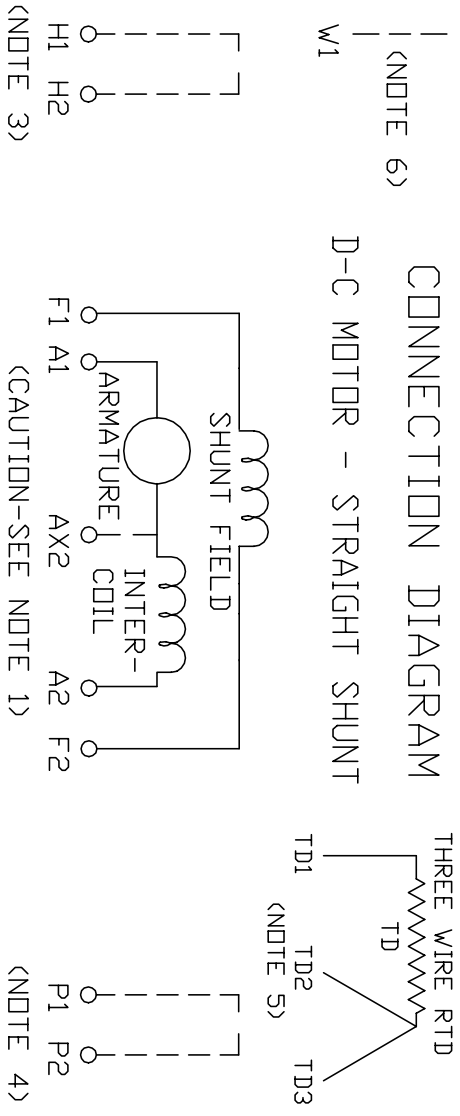 CONNECTION DIAGRAM
D-C MOTOR - STRAIGHT SHUNT
W1
(NOTE 6)
H1 H2
(NOTE 3)
SHUNT FIELD
ARMATURE
INTER-
COIL
F1 A1 AX2 A2 F2
(CAUTION-SEE NOTE 1)
THREE WIRE RTD
TD
TD1 TD2 TD3
(NOTE 5)
P1 P2
(NOTE 4)